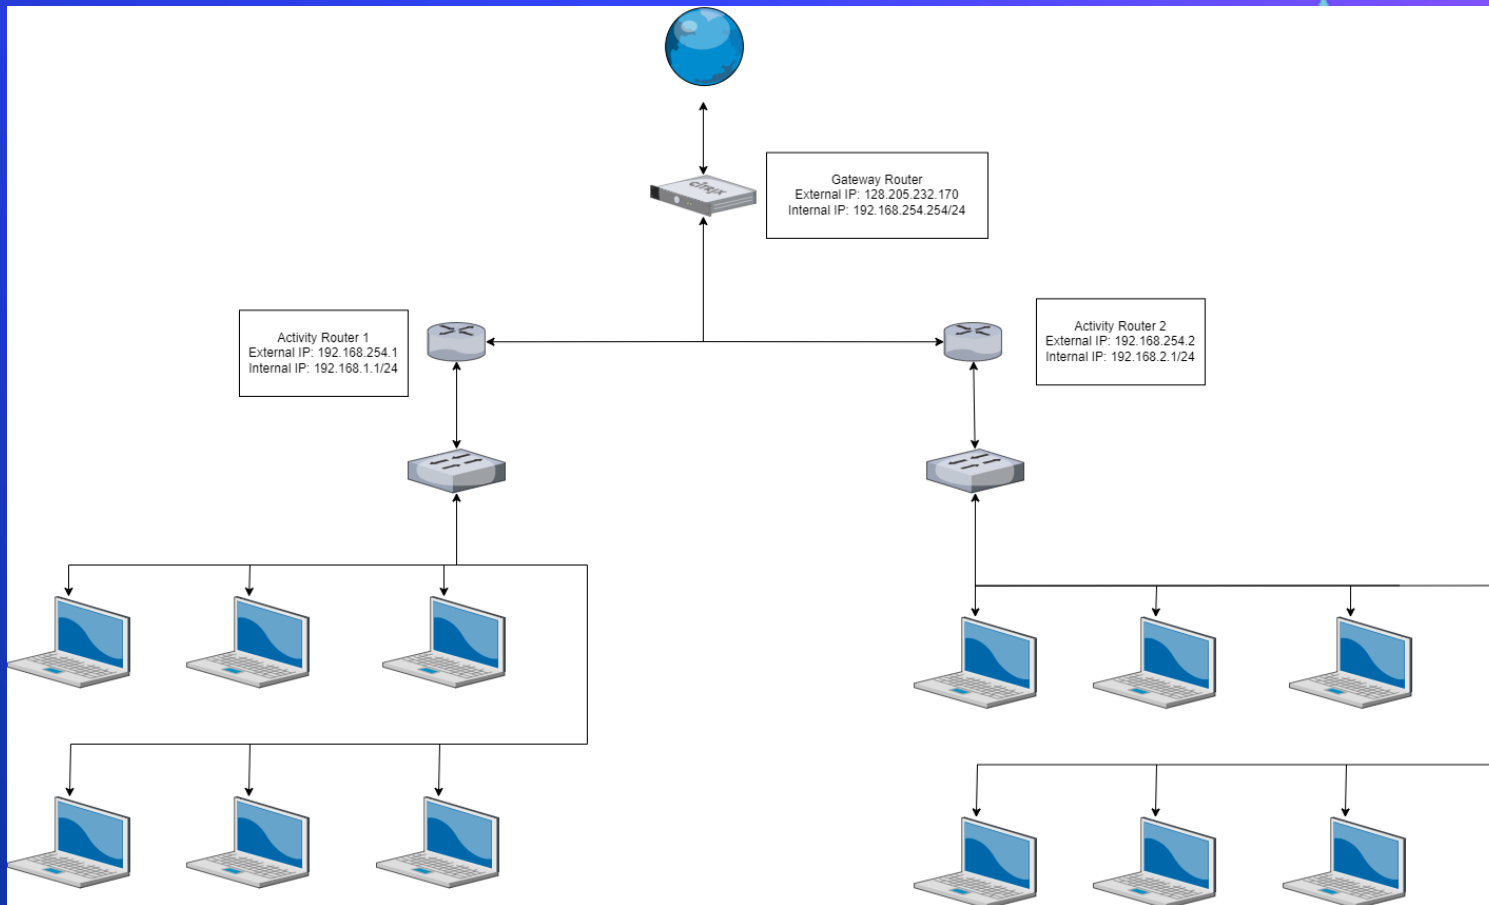 citrix
Gateway Router
External IP: 128.205.232.170
Internal IP: 192.168.254.254/24
Activity Router 1
External IP: 192.168.254.1
Internal IP: 192.168.1.1/24
Activity Router 2
External IP: 192.168.254.2
Internal IP: 192.168.2.1/24